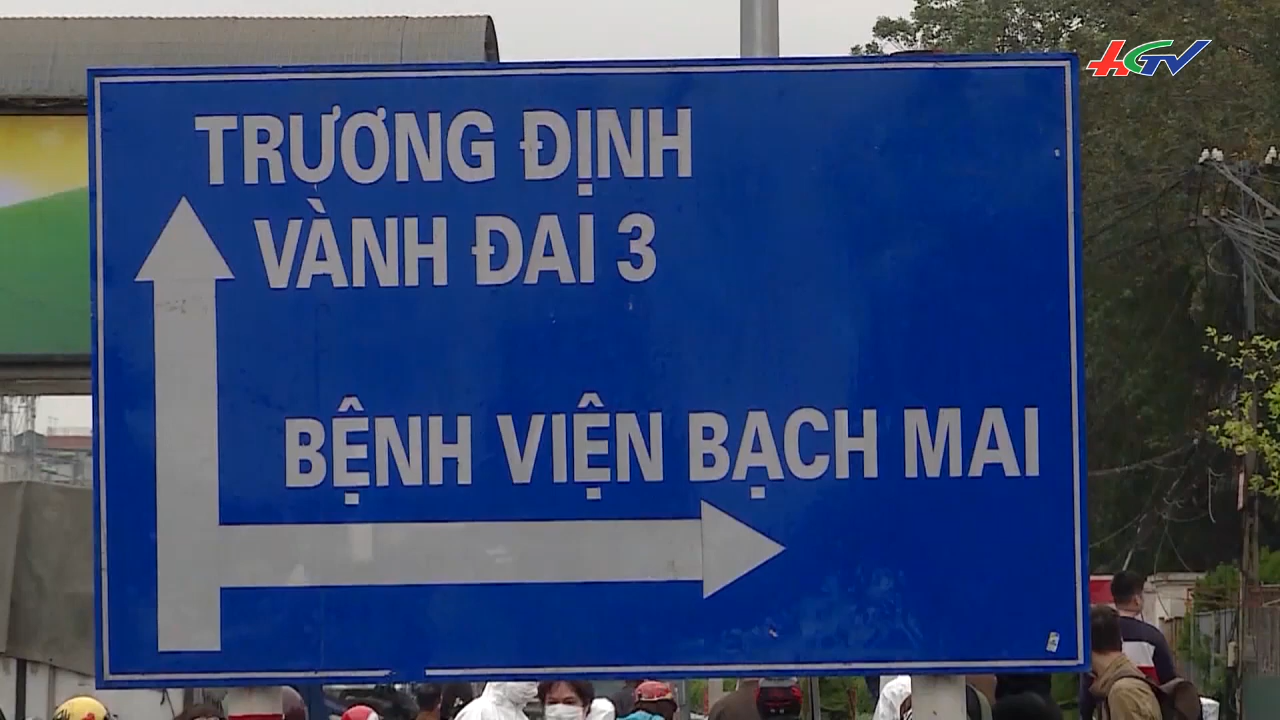 HGTV
TRƯƠNG ĐỊNH
VÀNH ĐAI 3
BỆNH VIỆN BẠCH MAI